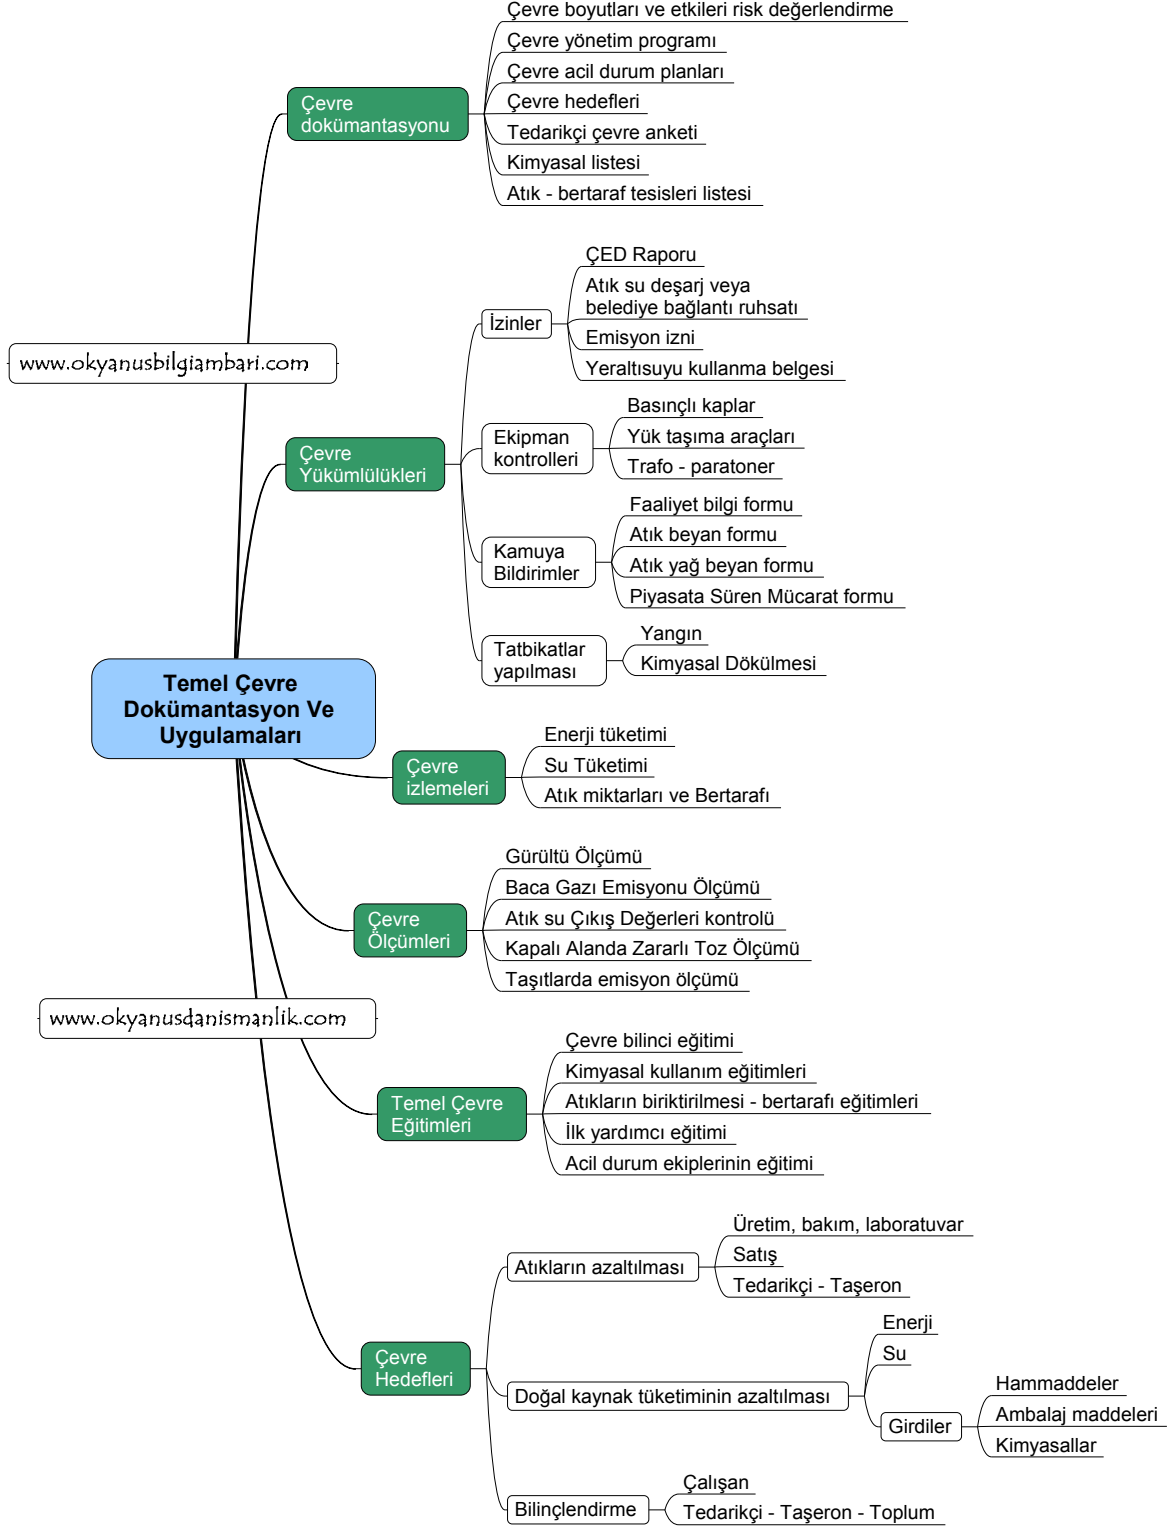 Çevre boyutları ve etkileri risk değerlendirme
Çevre yönetim programı
Çevre acil durum planları
Çevre
dokümantasyonu
Çevre hedefleri
Tedarikçi çevre anketi
Kimyasal listesi
Atık - bertaraf tesisleri listesi
ÇED Raporu
Atık su deşarj veya
belediye bağlantı ruhsatı
İzinler
Emisyon izni
Yeraltısuyu kullanma belgesi
www.okyanusbilgiambari.com
Basınçlı kaplar
Çevre
Yükümlülükleri
Ekipman
kontrolleri
Yük taşıma araçları
Trafo - paratoner
Faaliyet bilgi formu
Atık beyan formu
Kamuya
Bildirimler
Atık yağ beyan formu
Piyasata Süren Mücarat formu
Tatbikatlar
yapılması
Yangın
Kimyasal Dökülmesi
Temel Çevre
Dokümantasyon Ve
Uygulamaları
Enerji tüketimi
Çevre
izlemeleri
Su Tüketimi
Atık miktarları ve Bertarafı
Gürültü Ölçümü
Baca Gazı Emisyonu Ölçümü
Çevre
Ölçümleri
Atık su Çıkış Değerleri kontrolü
Kapalı Alanda Zararlı Toz Ölçümü
Taşıtlarda emisyon ölçümü
www.okyanusdanismanlik.com
Çevre bilinci eğitimi
Kimyasal kullanım eğitimleri
Temel Çevre
Eğitimleri
Atıkların biriktirilmesi - bertarafı eğitimleri
İlk yardımcı eğitimi
Acil durum ekiplerinin eğitimi
Üretim, bakım, laboratuvar
Atıkların azaltılması
Satış
Tedarikçi - Taşeron
Çevre
Hedefleri
Enerji
Su
Doğal kaynak tüketiminin azaltılması
Girdiler
Hammaddeler
Ambalaj maddeleri
Kimyasallar
Bilinçlendirme
Çalışan
Tedarikçi - Taşeron - Toplum